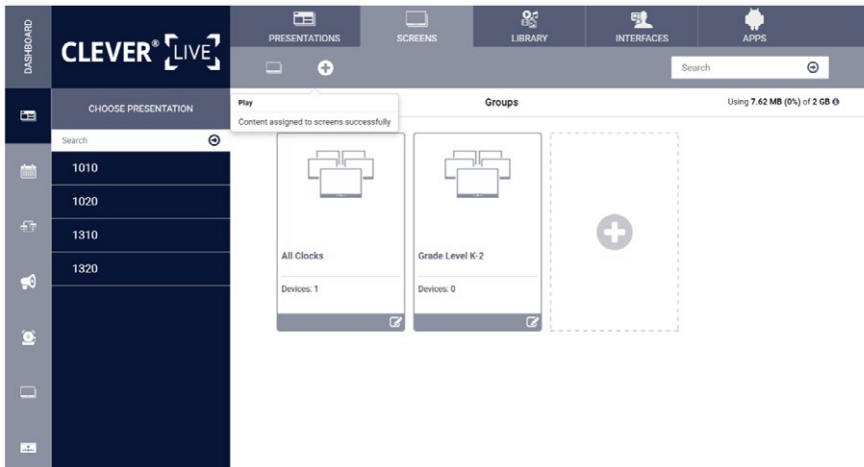 DASHBOARD
CLEVER® [LIVE]
PRESENTATIONS
SCREENS
LIBRARY
INTERFACES
APPS
Search
CHOOSE PRESENTATION
Search
1010
1020
1310
1320
Play
Content assigned to screens successfully
Groups
Using 7.62 MB (0%) of 2 GB
All Clocks
Devices: 1
Grade Level K-2
Devices: 0